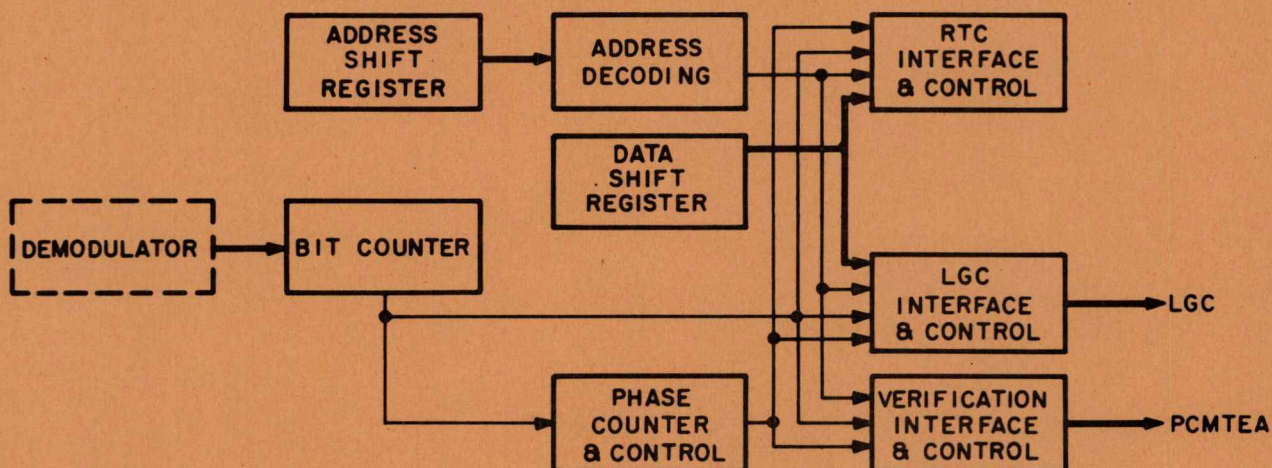 ADDRESS
SHIFT
REGISTER
ADDRESS
DECODING
RTC
INTERFACE
& CONTROL
DATA
SHIFT
REGISTER
DEMODULATOR
BIT COUNTER
LGC
INTERFACE
& CONTROL
LGC
PHASE
COUNTER
& CONTROL
VERIFICATION
INTERFACE
& CONTROL
PCMTEA